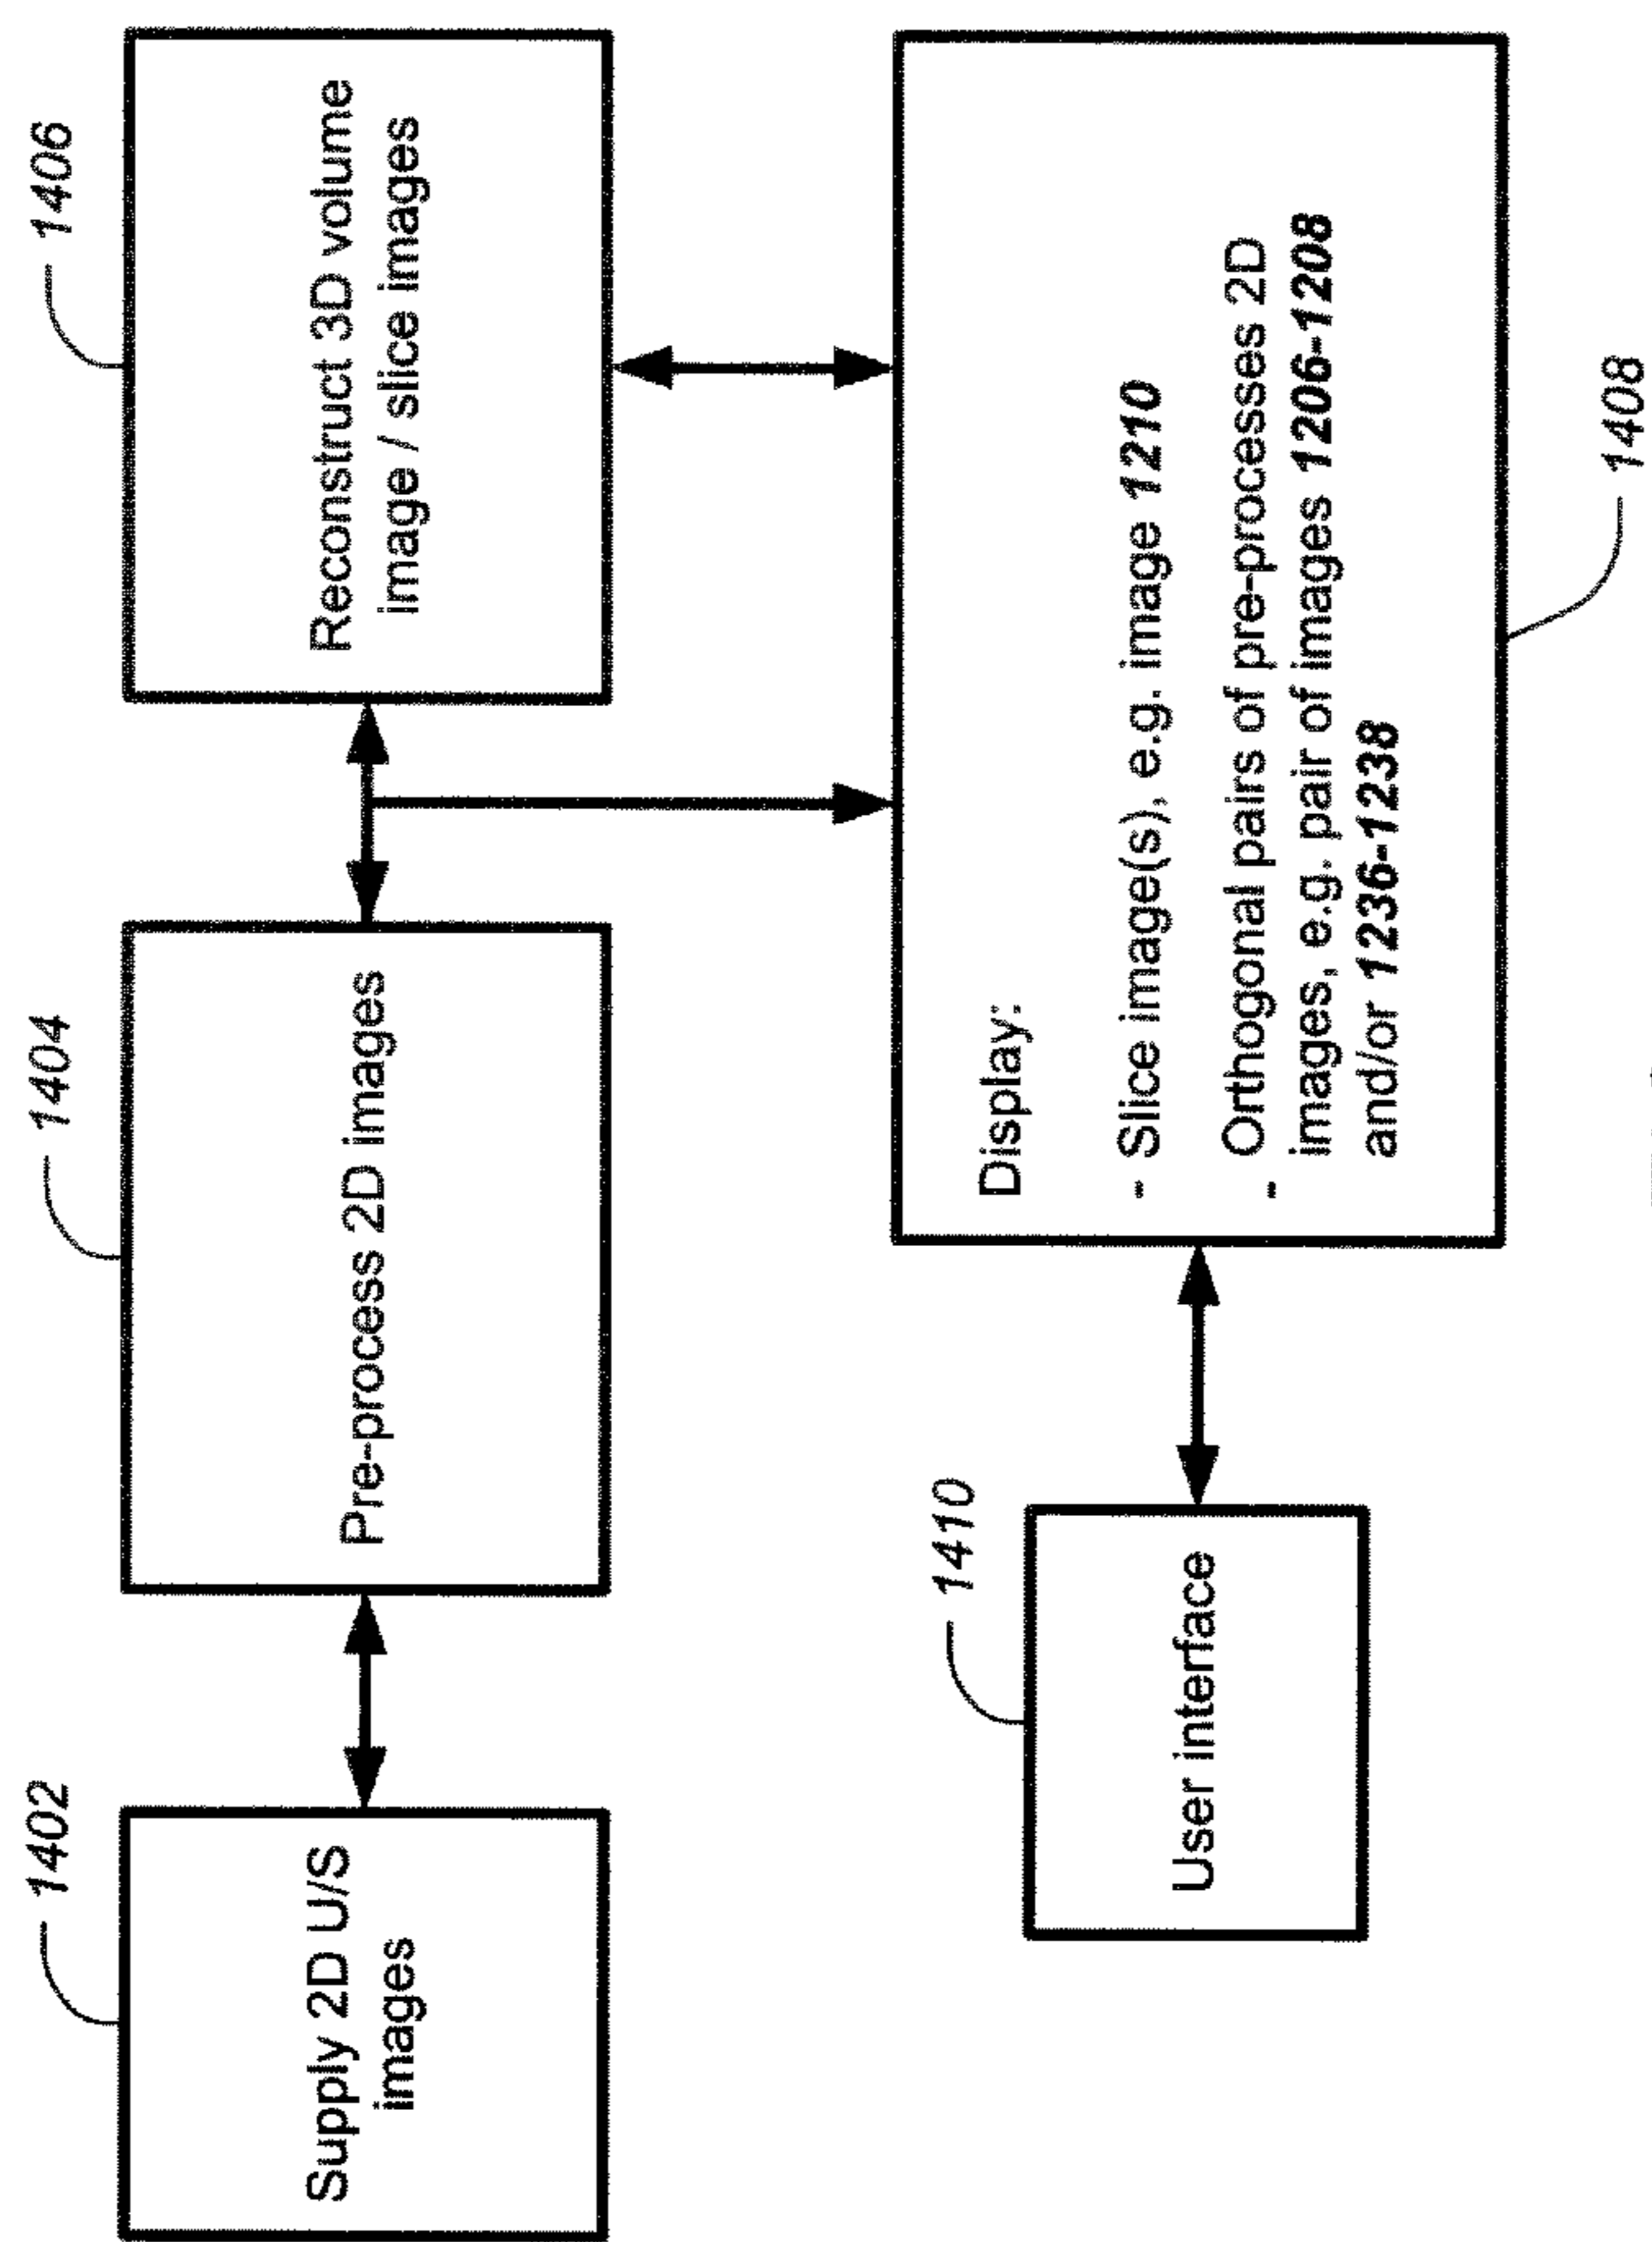 1402
Supply 2D U/S
images
1404
Pre-process 2D images
1406
Reconstruct 3D volume
image / slice images
1410
User interface
Display:
- Slice image(s), e.g. image 1210
- Orthogonal pairs of pre-processes 2D
images, e.g. pair of images 1206-1208
and/or 1236-1238
1408